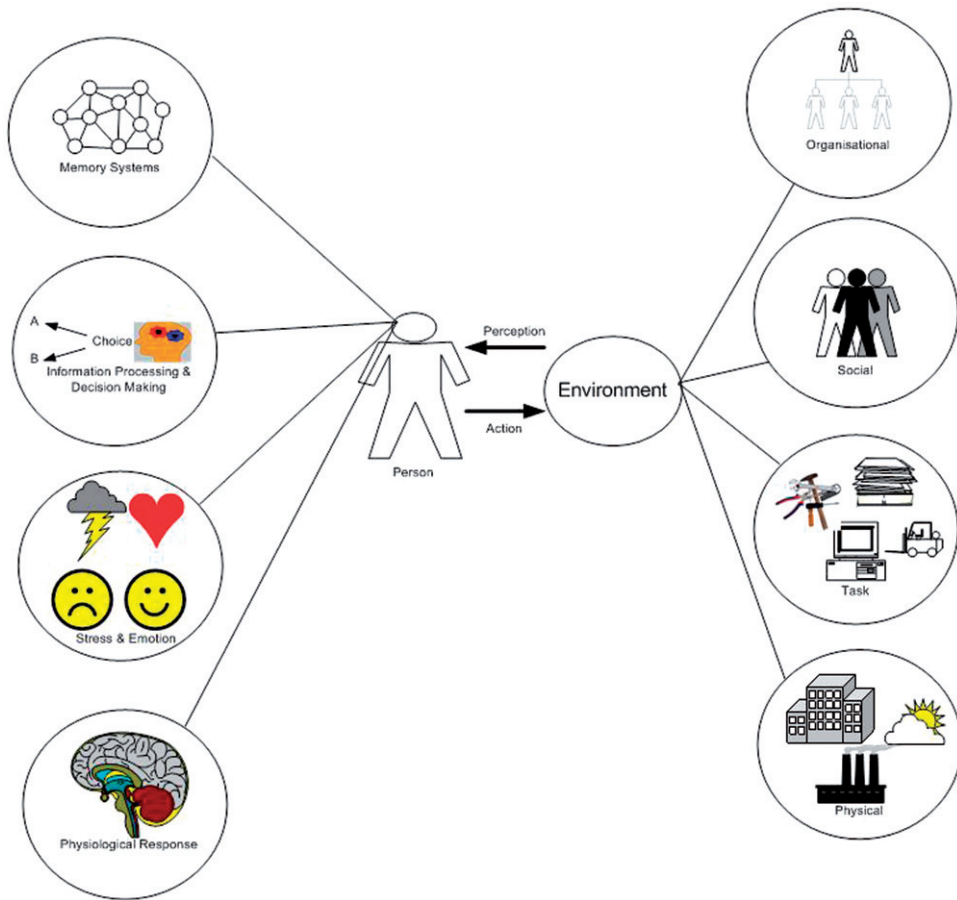 Memory Systems
A
Choice
B
Information Processing &
Decision Making
Stress & Emotion
Physiological Response
Perception
Action
Person
Environment
Organisational
Social
Task
Physical